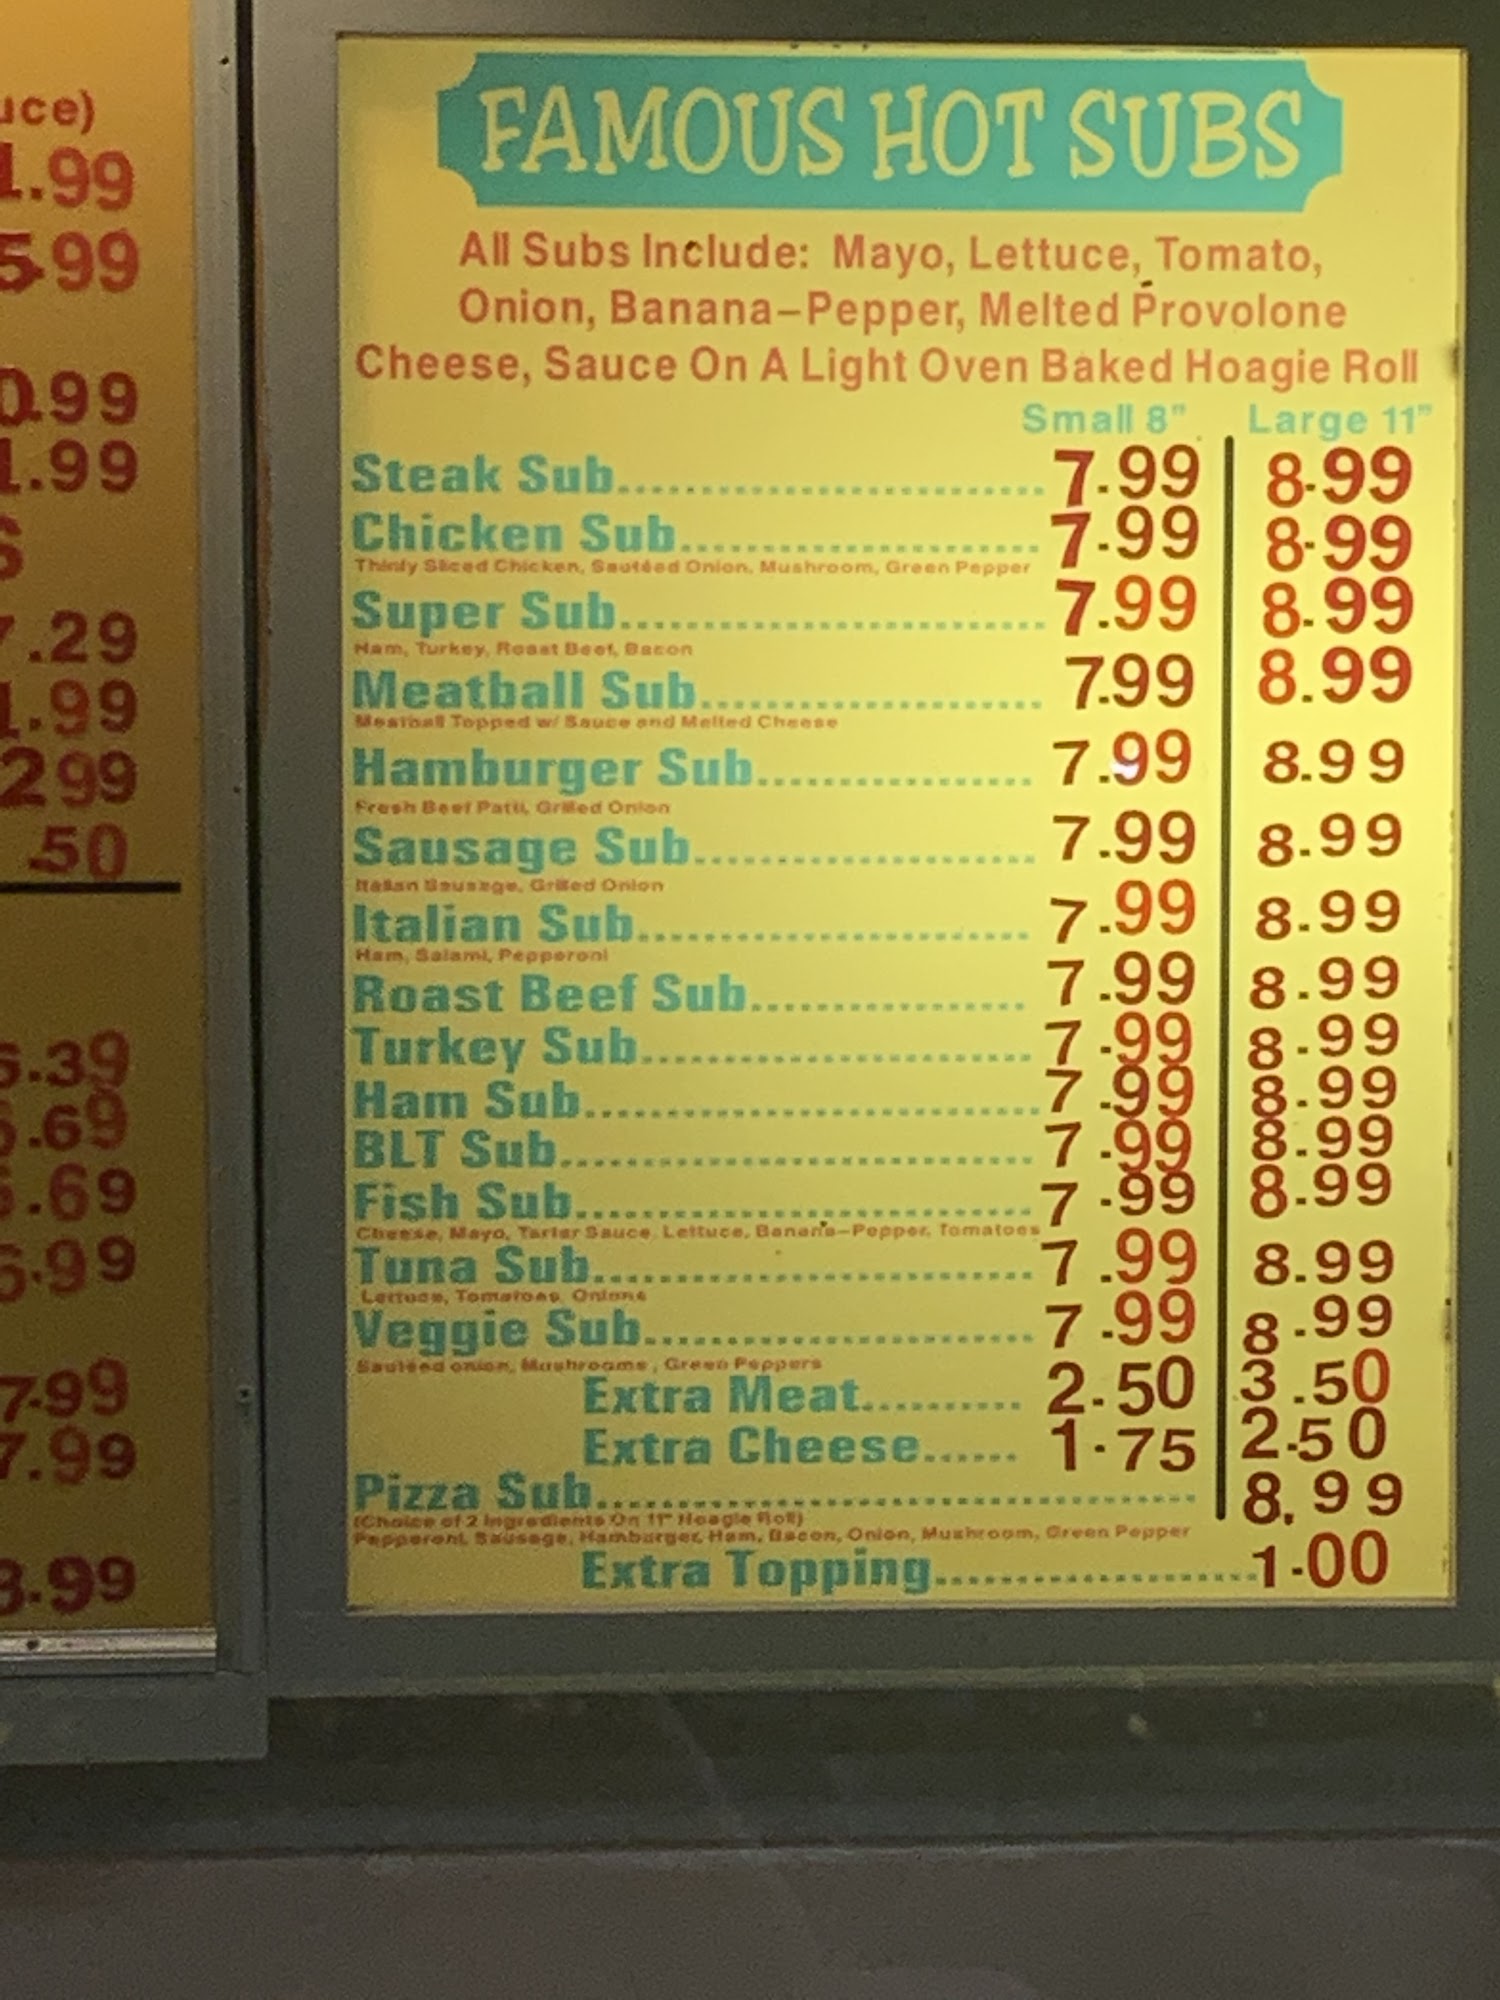 uce)
1.99
5.99
0.99
1.99
S
7.29
1.99
2.99
.50
5.39
.69
.69
6.99
7.99
7.99
8.99
FAMOUS HOT SUBS
All Subs Include: Mayo, Lettuce, Tomato,
Onion, Banana-Pepper, Melted Provolone
Cheese, Sauce On A Light Oven Baked Hoagie Roll
Small 8" Large 11"
Steak Sub 7.99 8.99
Chicken Sub 7.99 8.99
Thinly Sliced Chicken, Sautéed Onion, Mushroom, Green Pepper
Super Sub 7.99 8.99
Ham, Turkey, Roast Beef, Bacon
Meatball Sub 7.99 8.99
Meatball Topped w/ Sauce and Melted Cheese
Hamburger Sub 7.99 8.99
Fresh Beef Patti, Grilled Onion
Sausage Sub 7.99 8.99
Italian Sausage, Grilled Onion
Italian Sub 7.99 8.99
Ham, Salami, Pepperoni
Roast Beef Sub 7.99 8.99
Turkey Sub 7.99 8.99
Ham Sub 7.99 8.99
BLT Sub 7.99 8.99
Fish Sub 7.99 8.99
Cheese, Mayo, Tarter Sauce, Lettuce, Banana-Pepper, Tomatoes
Tuna Sub 7.99 8.99
Lettuce, Tomatoes, Onions
Veggie Sub 7.99 8.99
Sautéed onion, Mushrooms, Green Peppers
Extra Meat 2.50 3.50
Extra Cheese 1.75 2.50
Pizza Sub 8.99
(Choice of 2 Ingredients On 11" Hoagie Roll)
Pepperoni, Sausage, Hamburger, Ham, Bacon, Onion, Mushroom, Green Pepper
Extra Topping 1.00